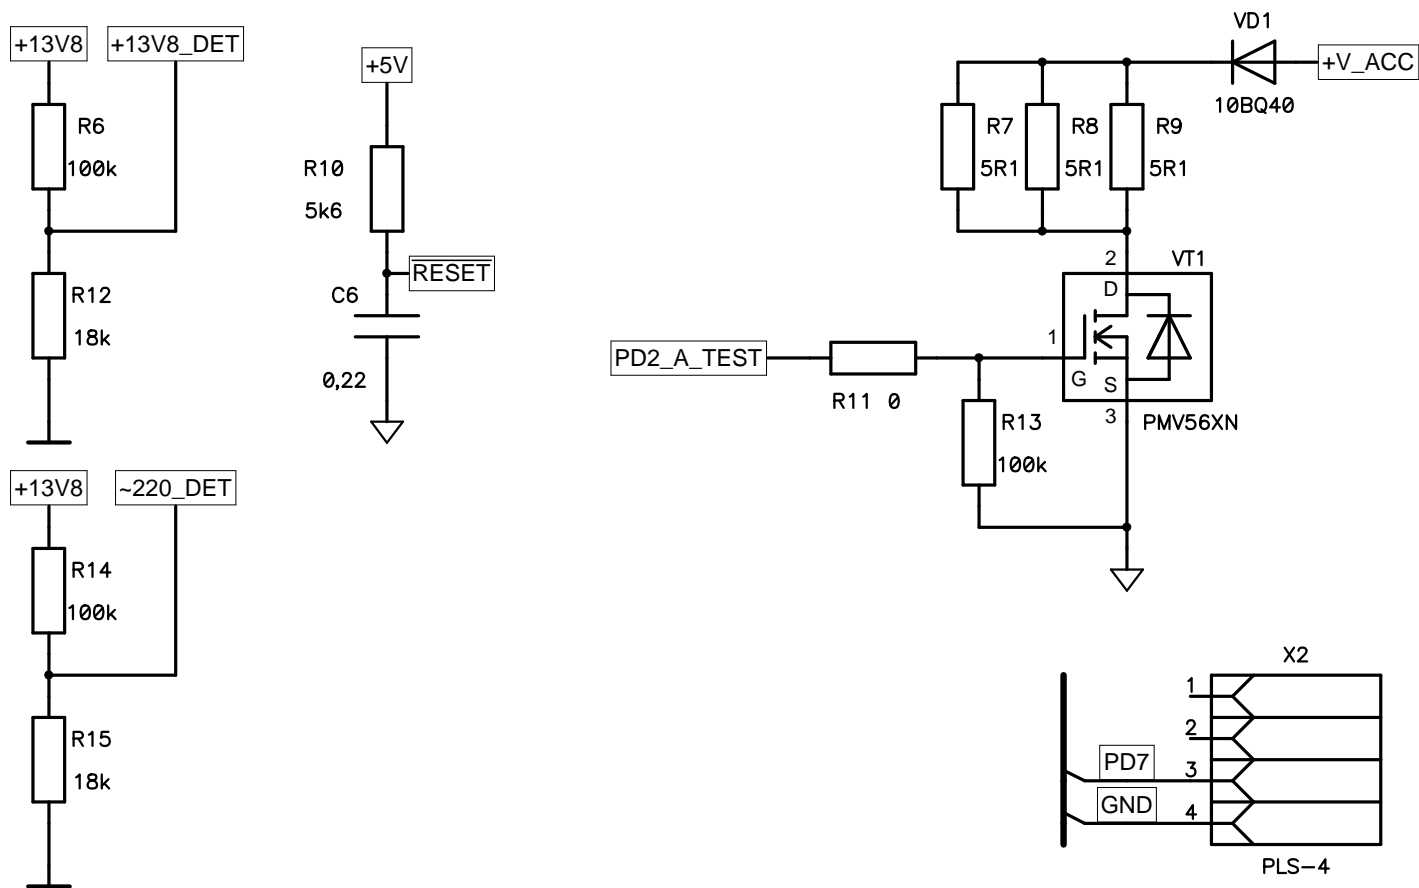 +13V8
+13V8_DET
R6
100k
R12
18k
+5V
R10
5k6
RESET
C6
0,22
VD1
+V_ACC
10BQ40
R7
5R1
R8
5R1
R9
5R1
2
VT1
D
1
G
S
3
PMV56XN
PD2_A_TEST
R11 0
R13
100k
+13V8
~220_DET
R14
100k
R15
18k
X2
1
2
PD7
3
GND
4
PLS-4